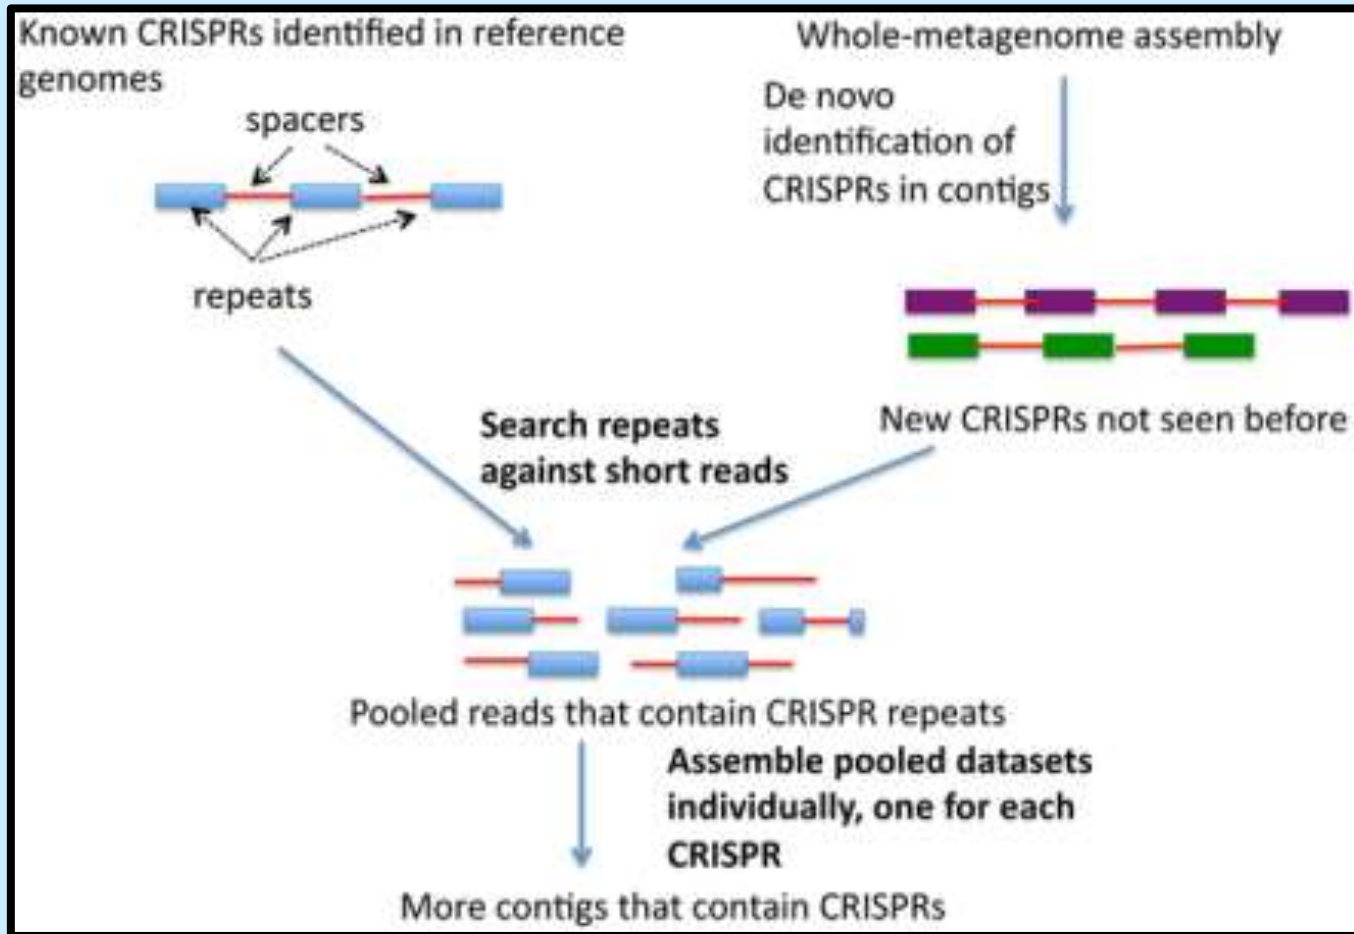 Known CRISPRs identified in reference
genomes
spacers
repeats
Whole-metagenome assembly
De novo
identification of
CRISPRs in contigs
New CRISPRs not seen before
Search repeats
against short reads
Pooled reads that contain CRISPR repeats
Assemble pooled datasets
individually, one for each
CRISPR
More contigs that contain CRISPRs